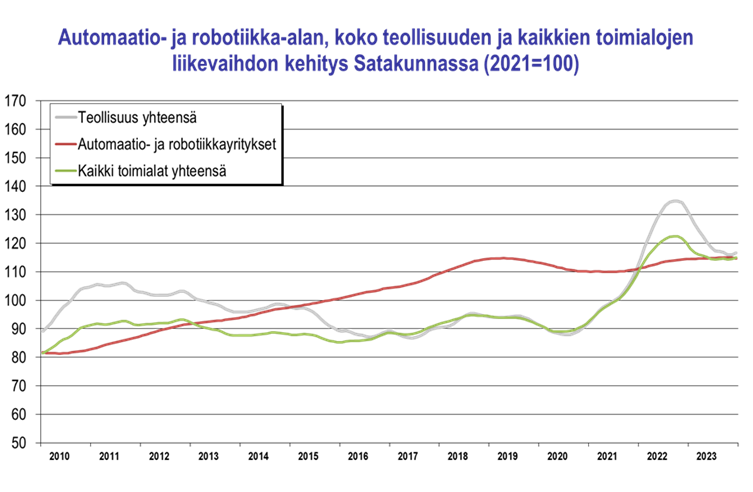 Automaatio- ja robotiikka-alan, koko teollisuuden ja kaikkien toimialojen
liikevaihdon kehitys Satakunnassa (2021=100)
170
160
150
140
130
120
110
100
90
80
70
60
50
Teollisuus yhteensä
Automaatio- ja robotiikkayritykset
Kaikki toimialat yhteensä
2010 2011 2012 2013 2014 2015 2016 2017 2018 2019 2020 2021 2022 2023